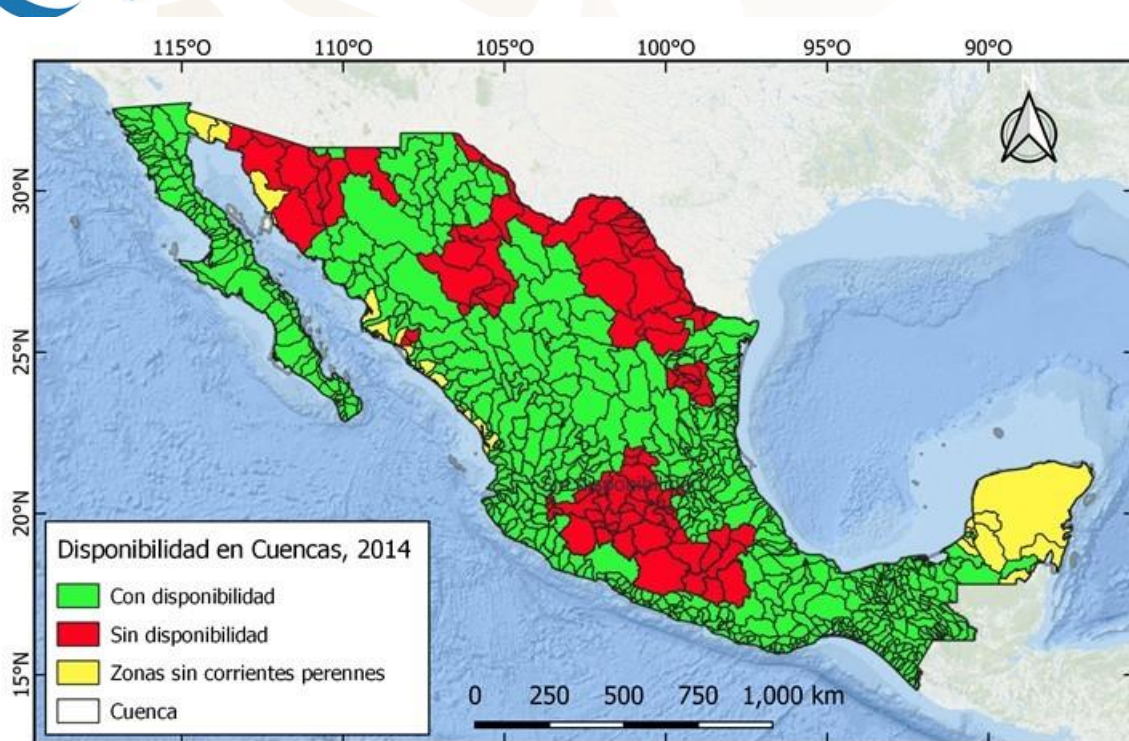 115°O 110°O 105°O 100°O 95°O 90°O
30°N
25°N
20°N
15°N
Disponibilidad en Cuencas, 2014
Con disponibilidad
Sin disponibilidad
Zonas sin corrientes perennes
Cuenca
0 250 500 750 1,000 km